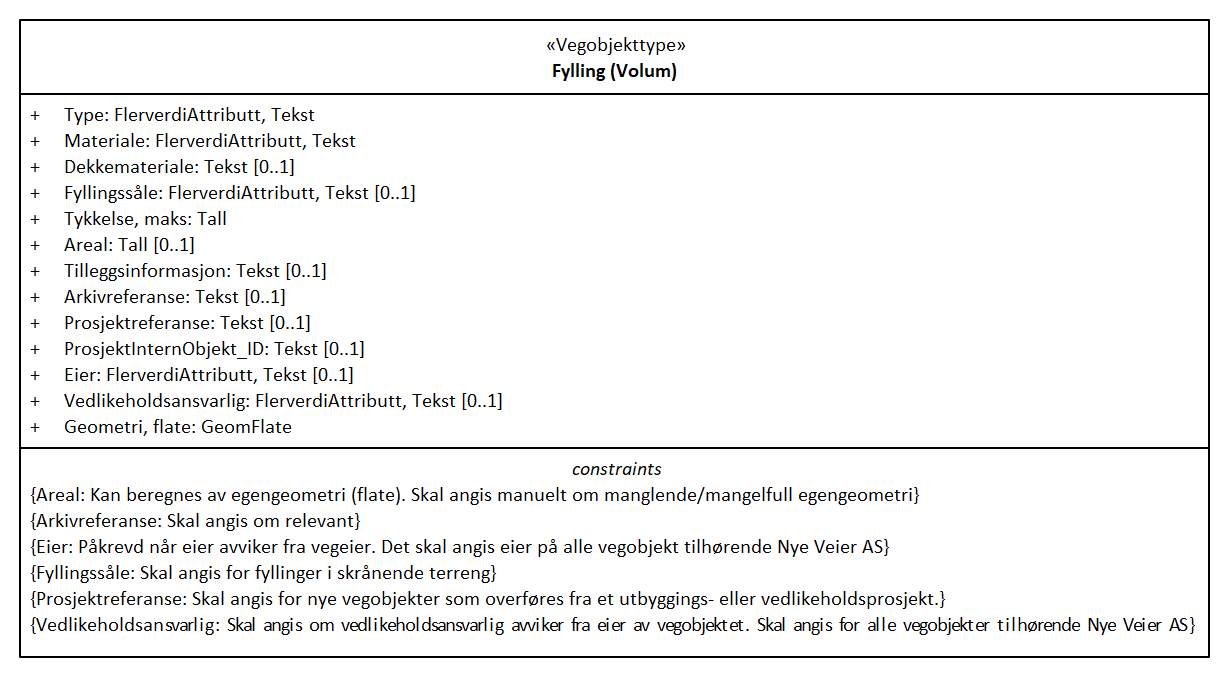 «Vegobjekttype»
Fylling (Volum)
+ Type: FlerverdiAttributt, Tekst
+ Materiale: FlerverdiAttributt, Tekst
+ Dekkemateriale: Tekst [0..1]
+ Fyllingssåle: FlerverdiAttributt, Tekst [0..1]
+ Tykkelse, maks: Tall
+ Areal: Tall [0..1]
+ Tilleggsinformasjon: Tekst [0..1]
+ Arkivreferanse: Tekst [0..1]
+ Prosjektreferanse: Tekst [0..1]
+ ProsjektInternObjekt_ID: Tekst [0..1]
+ Eier: FlerverdiAttributt, Tekst [0..1]
+ Vedlikeholdsansvarlig: FlerverdiAttributt, Tekst [0..1]
+ Geometri, flate: GeomFlate
constraints
{Areal: Kan beregnes av egengeometri (flate). Skal angis manuelt om manglende/mangelfull egengeometri}
{Arkivreferanse: Skal angis om relevant}
{Eier: Påkrevd når eier avviker fra vegeier. Det skal angis eier på alle vegobjekt tilhørende Nye Veier AS}
{Fyllingssåle: Skal angis for fyllinger i skrånende terreng}
{Prosjektreferanse: Skal angis for nye vegobjekter som overføres fra et utbyggings- eller vedlikeholdsprosjekt.}
{Vedlikeholdsansvarlig: Skal angis om vedlikeholdsansvarlig avviker fra eier av vegobjektet. Skal angis for alle vegobjekter tilhørende Nye Veier AS}